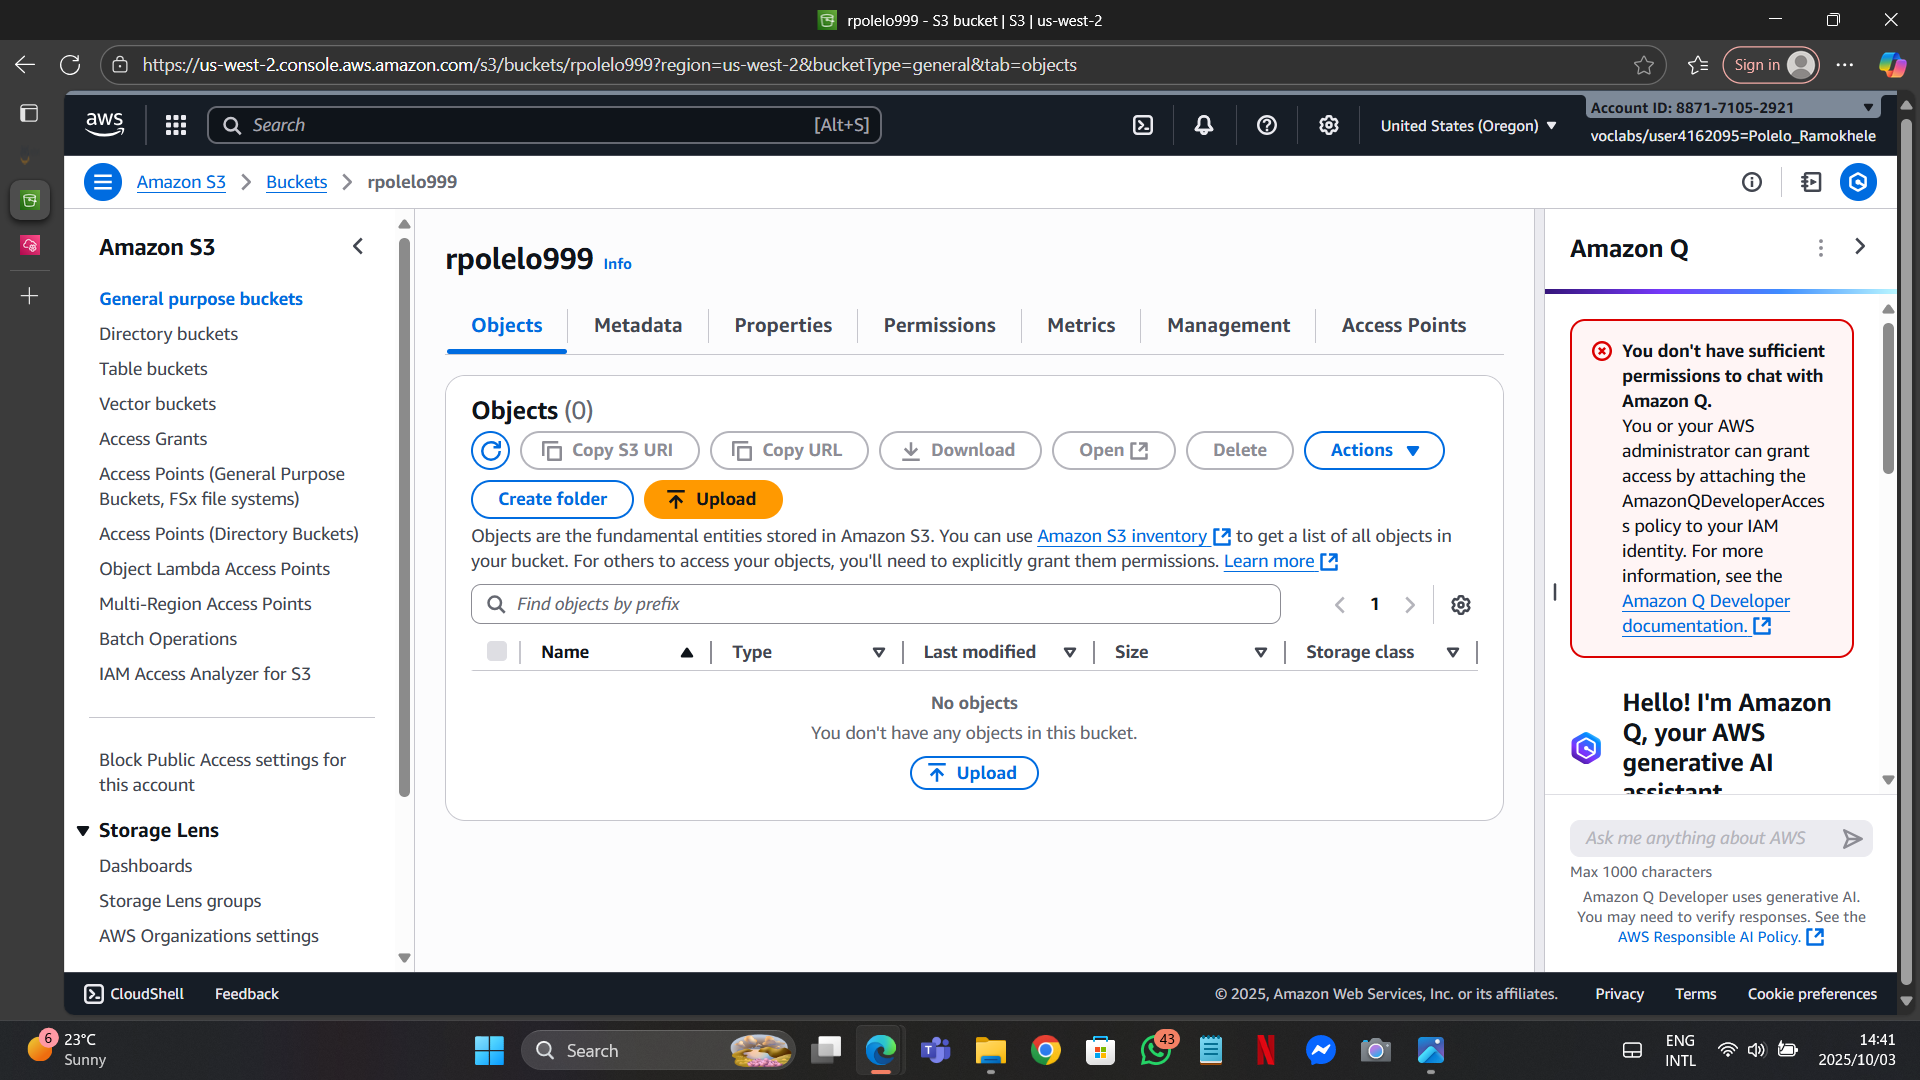 rpolelo999 - S3 bucket | S3 | us-west-2
https://us-west-2.console.aws.amazon.com/s3/buckets/rpolelo999?region=us-west-2&bucketType=general&tab=objects
Sign in
aws
Search
[Alt+S]
United States (Oregon)
Account ID: 8871-7105-2921
voclabs/user4162095=Polelo_Ramokhele
Amazon S3
Buckets
rpolelo999
Amazon S3
General purpose buckets
Directory buckets
Table buckets
Vector buckets
Access Grants
Access Points (General Purpose
Buckets, FSx file systems)
Access Points (Directory Buckets)
Object Lambda Access Points
Multi-Region Access Points
Batch Operations
IAM Access Analyzer for S3
Block Public Access settings for
this account
Storage Lens
Dashboards
Storage Lens groups
AWS Organizations settings
rpolelo999 Info
Objects
Metadata
Properties
Permissions
Metrics
Management
Access Points
Objects (0)
Copy S3 URI
Copy URL
Download
Open
Delete
Actions
Create folder
Upload
Objects are the fundamental entities stored in Amazon S3. You can use Amazon S3 inventory to get a list of all objects in
your bucket. For others to access your objects, you'll need to explicitly grant them permissions. Learn more
Find objects by prefix
1
Name
Type
Last modified
Size
Storage class
No objects
You don't have any objects in this bucket.
Upload
Amazon Q
You don't have sufficient
permissions to chat with
Amazon Q.
You or your AWS
administrator can grant
access by attaching the
AmazonQDeveloperAcces
s policy to your IAM
identity. For more
information, see the
Amazon Q Developer
documentation.
Hello! I'm Amazon
Q, your AWS
generative AI
assistant
Ask me anything about AWS
Max 1000 characters
Amazon Q Developer uses generative AI.
You may need to verify responses. See the
AWS Responsible AI Policy.
CloudShell
Feedback
© 2025, Amazon Web Services, Inc. or its affiliates.
Privacy
Terms
Cookie preferences
6
23°C
Sunny
Search
43
ENG
INTL
14:41
2025/10/03